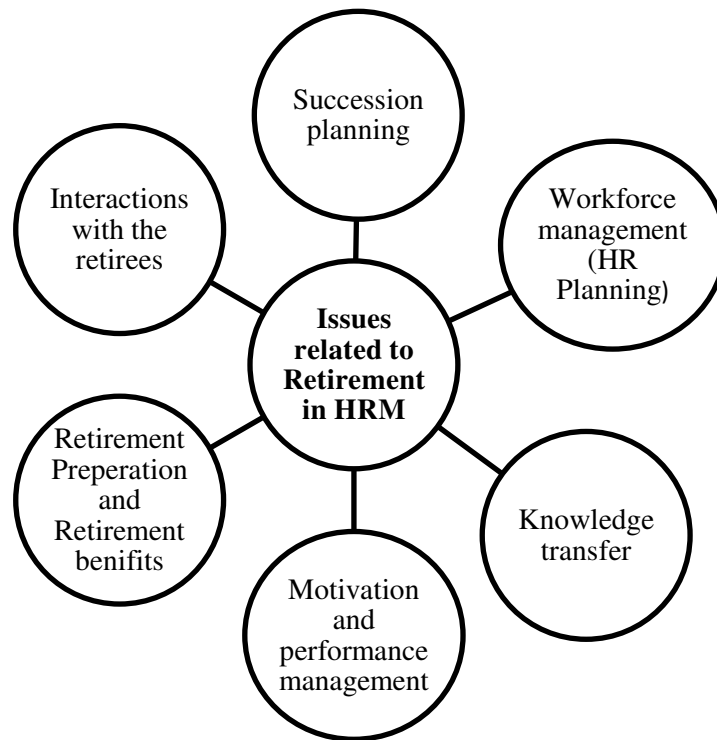 Succession
planning
Interactions
with the
retirees
Workforce
management
(HR
Planning)
Issues
related to
Retirement
in HRM
Retirement
Preperation
and
Retirement
benifits
Knowledge
transfer
Motivation
and
performance
management